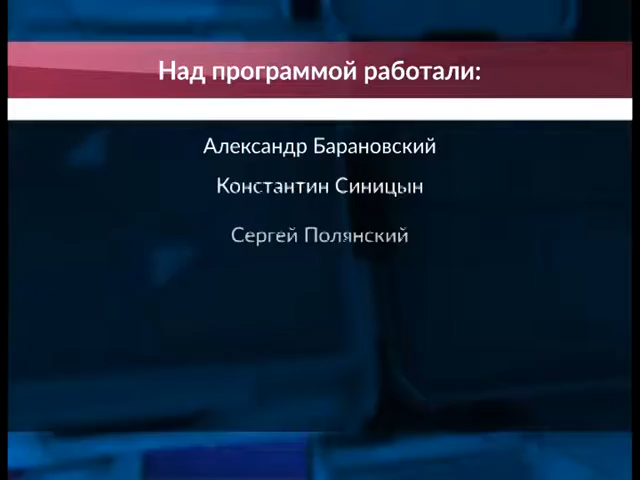 Над программой работали:
Александр Барановский
Константин Синицын
Сергей Полянский